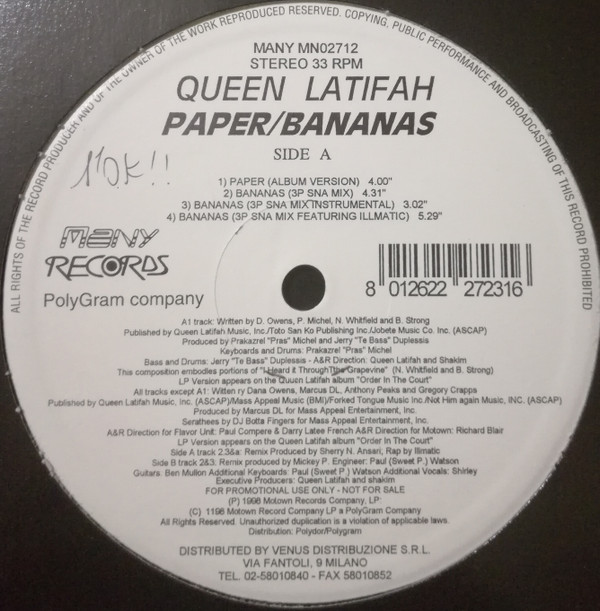 ALL RIGHTS OF THE RECORD PRODUCER AND OF THE OWNER OF THE WORK REPRODUCED RESERVED. COPYING, PUBLIC PERFORMANCE AND BROADCASTING OF THIS RECORD PROHIBITED
MANY MN02712
STEREO 33 RPM
QUEEN LATIFAH
PAPER/BANANAS
SIDE A
1) PAPER (ALBUM VERSION) 4.00"
2) BANANAS (3P SNA MIX) 4.31"
3) BANANAS (3P SNA MIX INSTRUMENTAL) 3.02"
4) BANANAS (3P SNA MIX FEATURING ILLMATIC) 5.29"
MANY
RECORDS
PolyGram company
8 012622 272316
A1 track: Written by D. Owens, P. Michel, N. Whitfield and B. Strong
Published by Queen Latifah Music, Inc./Toto San Ko Publishing Inc./Jobete Music Co. Inc. (ASCAP)
Produced by Prakazrel "Pras" Michel and Jerry "Te Bass" Duplessis
Keyboards and Drums: Prakazrel "Pras" Michel
Bass and Drums: Jerry "Te Bass" Duplessis - A&R Direction: Queen Latifah and Shakim
This composition embodies portions of "I Heard it Through The Grapevine" (N. Whitfield and B. Strong)
LP Version appears on the Queen Latifah album "Order In The Court"
All tracks except A1: Writen ry Dana Owens, Marcus DL, Anthony Peaks and Gregory Crapps
Published by Queen Latifah Music, Inc. (ASCAP)/Mass Appeal Music (BMI)/Forked Tongue Music Inc./Not Him again Music, INC. (ASCAP)
Produced by Marcus DL for Mass Appeal Entertainment, Inc.
Serathees by DJ Botta Fingers for Mass Appeal Entertainment, Inc.
A&R Direction for Flavor Unit: Paul Compere & Darry Latee French A&R Direction for Motown: Richard Blair
LP Version appears on the Queen Latifah album "Order In The Court"
Side A track 2.3&a: Remix Produced by Sherry N. Ansari, Rap by Illmatic
Side B track 2&3. Remix produced by Mickey P. Engineer: Paul (Sweet P.) Watson
Guitars. Ben Mullon Additional Keyboards: Paul (Sweet P.) Watson Additional Vocals: Shirley
Executive Producers: Queen Latifah and shakim
FOR PROMOTIONAL USE ONLY - NOT FOR SALE
(P) 1998 Motown Records Company, LP:
(C) 1198 Motown Record Company LP a PolyGram Company
All Rights Reserved. Unauthorized duplication is a violation of applicable laws.
Distribution: Polydor/Polygram
DISTRIBUTED BY VENUS DISTRIBUZIONE S.R.L.
VIA FANTOLI, 9 MILANO
TEL. 02-58010840 - FAX 58010852